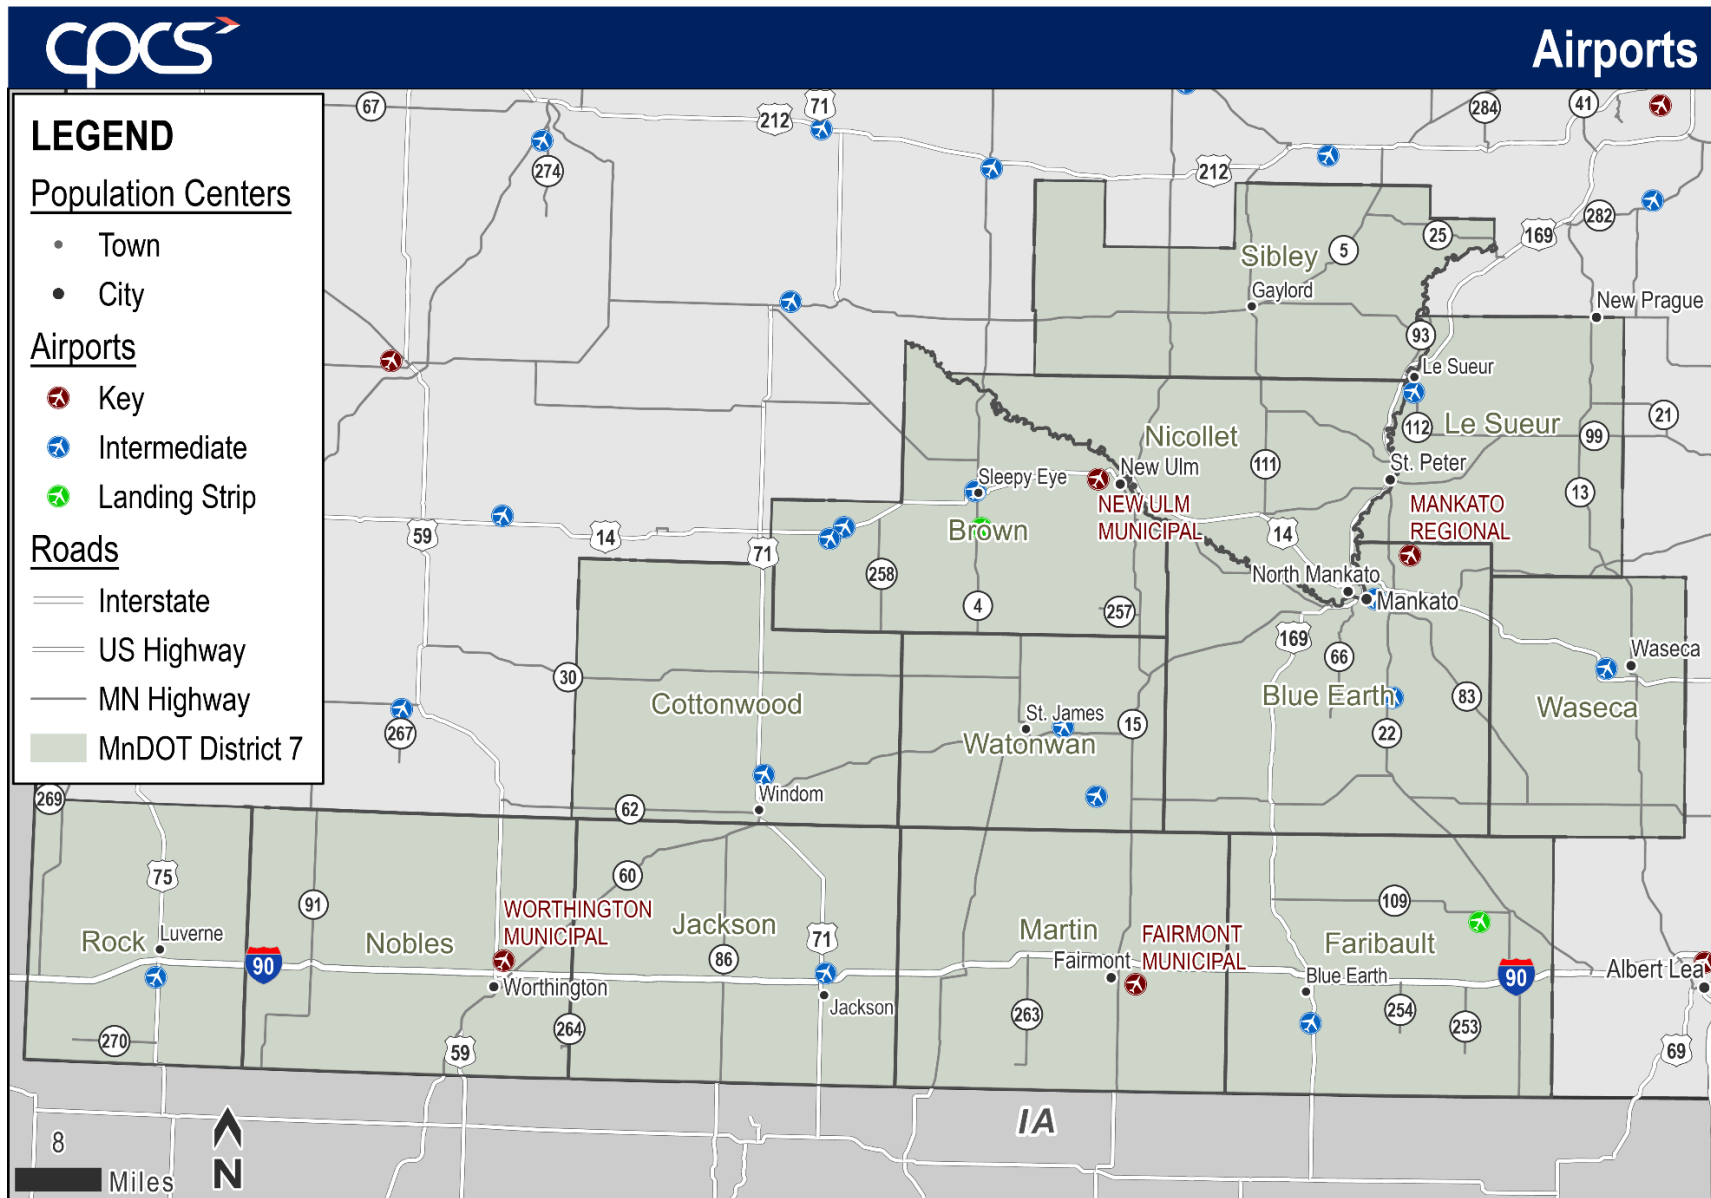 cpcs
Airports
LEGEND
Population Centers
Town
City
Airports
Key
Intermediate
Landing Strip
Roads
Interstate
US Highway
MN Highway
MnDOT District 7
67
212
71
284
41
274
212
282
25
169
5
Sibley
Gaylord
New Prague
93
Le Sueur
21
112
Le Sueur
99
Nicollet
111
St. Peter
Sleepy Eye
New Ulm
13
NEW ULM
MUNICIPAL
MANKATO
REGIONAL
59
14
71
Brown
14
258
North Mankato
4
257
Mankato
169
66
Waseca
30
83
Cottonwood
Blue Earth
Waseca
St. James
15
267
Watonwan
22
Windom
269
62
75
60
91
109
WORTHINGTON
MUNICIPAL
Jackson
Martin
FAIRMONT
MUNICIPAL
Rock
Luverne
Nobles
71
Faribault
90
86
Fairmont
90
Albert Lea
Worthington
Blue Earth
Jackson
263
254
253
270
264
59
69
IA
8
Miles
N